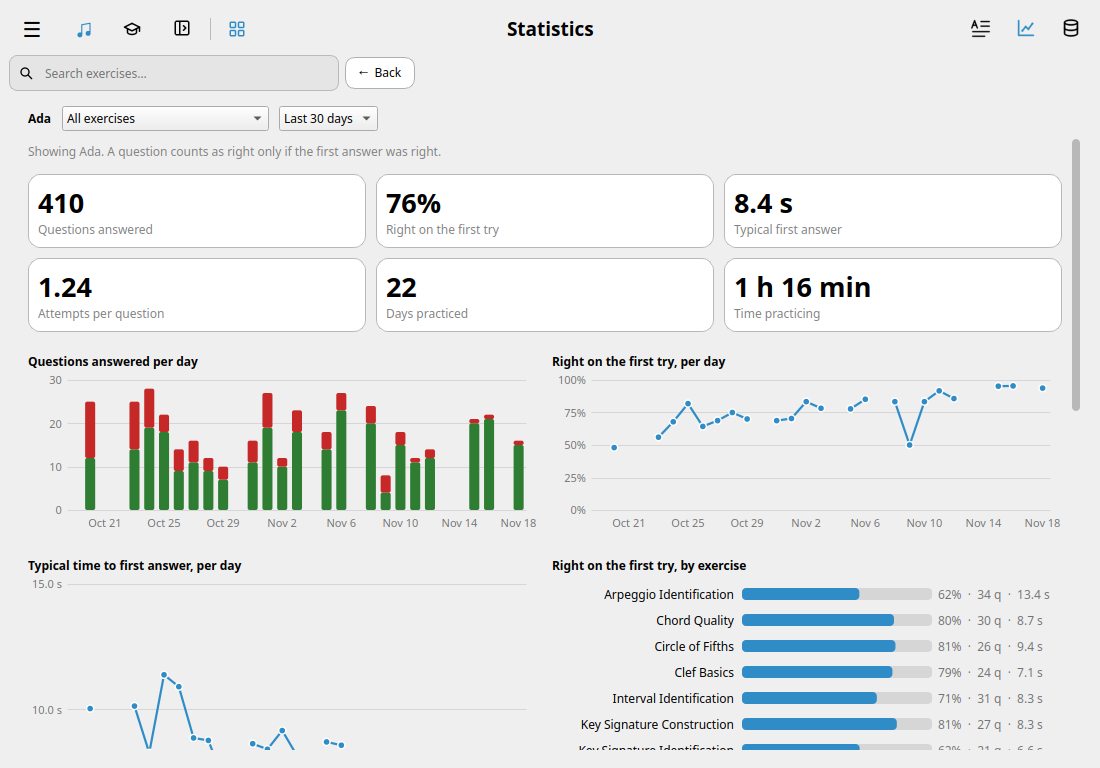 Statistics
Search exercises...
← Back
Ada
All exercises
Last 30 days
Showing Ada. A question counts as right only if the first answer was right.
410
Questions answered
76%
Right on the first try
8.4 s
Typical first answer
1.24
Attempts per question
22
Days practiced
1 h 16 min
Time practicing
Questions answered per day
30
20
10
0
Oct 21 Oct 25 Oct 29 Nov 2 Nov 6 Nov 10 Nov 14 Nov 18
Right on the first try, per day
100%
75%
50%
25%
0%
Oct 21 Oct 25 Oct 29 Nov 2 Nov 6 Nov 10 Nov 14 Nov 18
Typical time to first answer, per day
15.0 s
10.0 s
Right on the first try, by exercise
Arpeggio Identification 62% · 34 q · 13.4 s
Chord Quality 80% · 30 q · 8.7 s
Circle of Fifths 81% · 26 q · 9.4 s
Clef Basics 79% · 24 q · 7.1 s
Interval Identification 71% · 31 q · 8.3 s
Key Signature Construction 81% · 27 q · 8.3 s
Key Signature Identification